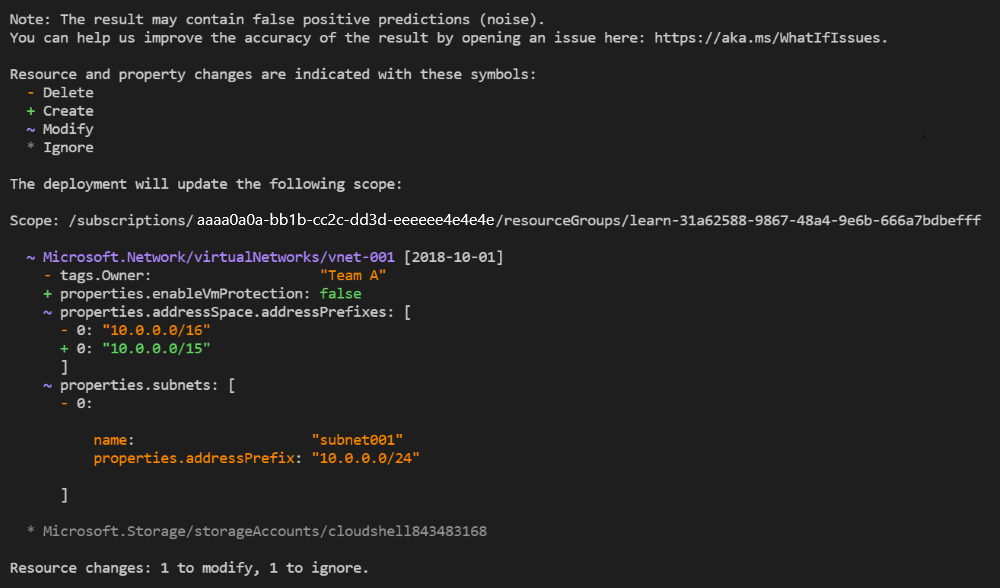 Note: The result may contain false positive predictions (noise).
You can help us improve the accuracy of the result by opening an issue here: https://aka.ms/WhatIfIssues.
Resource and property changes are indicated with these symbols:
- Delete
+ Create
~ Modify
* Ignore
The deployment will update the following scope:
Scope: /subscriptions/aaaa0a0a-bb1b-cc2c-dd3d-eeeeee4e4e4e/resourceGroups/learn-31a62588-9867-48a4-9e6b-666a7bdbefff
~ Microsoft.Network/virtualNetworks/vnet-001 [2018-10-01]
- tags.Owner: "Team A"
+ properties.enableVmProtection: false
~ properties.addressSpace.addressPrefixes: [
- 0: "10.0.0.0/16"
+ 0: "10.0.0.0/15"
]
~ properties.subnets: [
- 0:
name: "subnet001"
properties.addressPrefix: "10.0.0.0/24"
]
* Microsoft.Storage/storageAccounts/cloudshell843483168
Resource changes: 1 to modify, 1 to ignore.